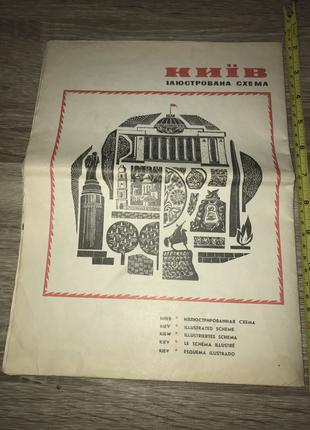 КИЇВ
ІЛЮСТРОВАНА СХЕМА
КИЕВ * ИЛЛЮСТРИРОВАННАЯ СХЕМА
KIEV * ILLUSTRATED SCHEME
KIEW * ILLUSTRIERTES SCHEMA
KIEV * LE SCHÉMA ILLUSTRÉ
KIEV * ESQUEMA ILUSTRADO